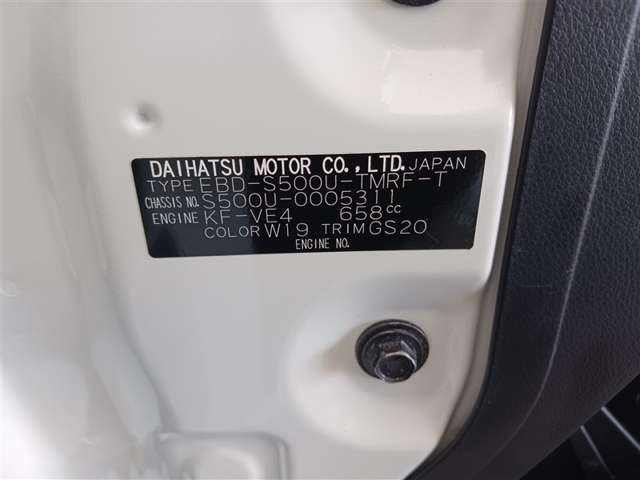 DAIHATSU MOTOR CO.,LTD. JAPAN
TYPE EBD-S500U-TMRF-T
CHASSIS NO. S500U-0005311
ENGINE KF-VE4 658cc
COLOR W19 TRIM GS20
ENGINE NO.